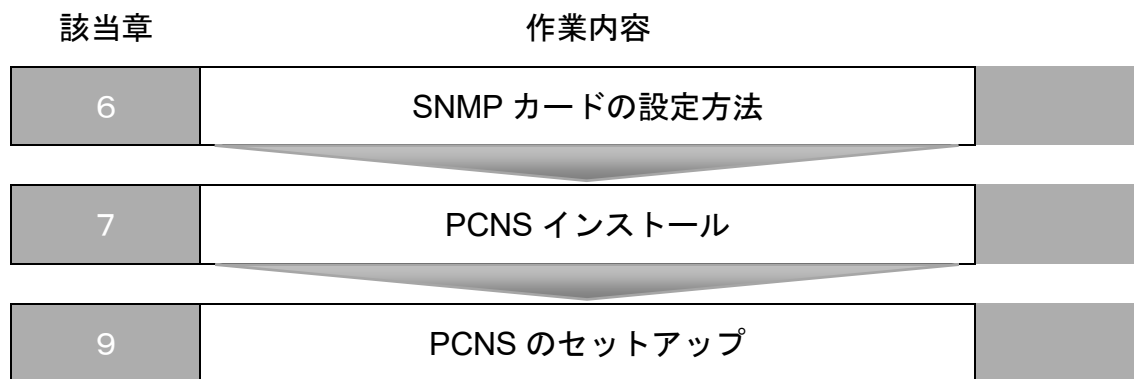 該当章 作業内容
6 SNMP カードの設定方法
7 PCNS インストール
9 PCNS のセットアップ